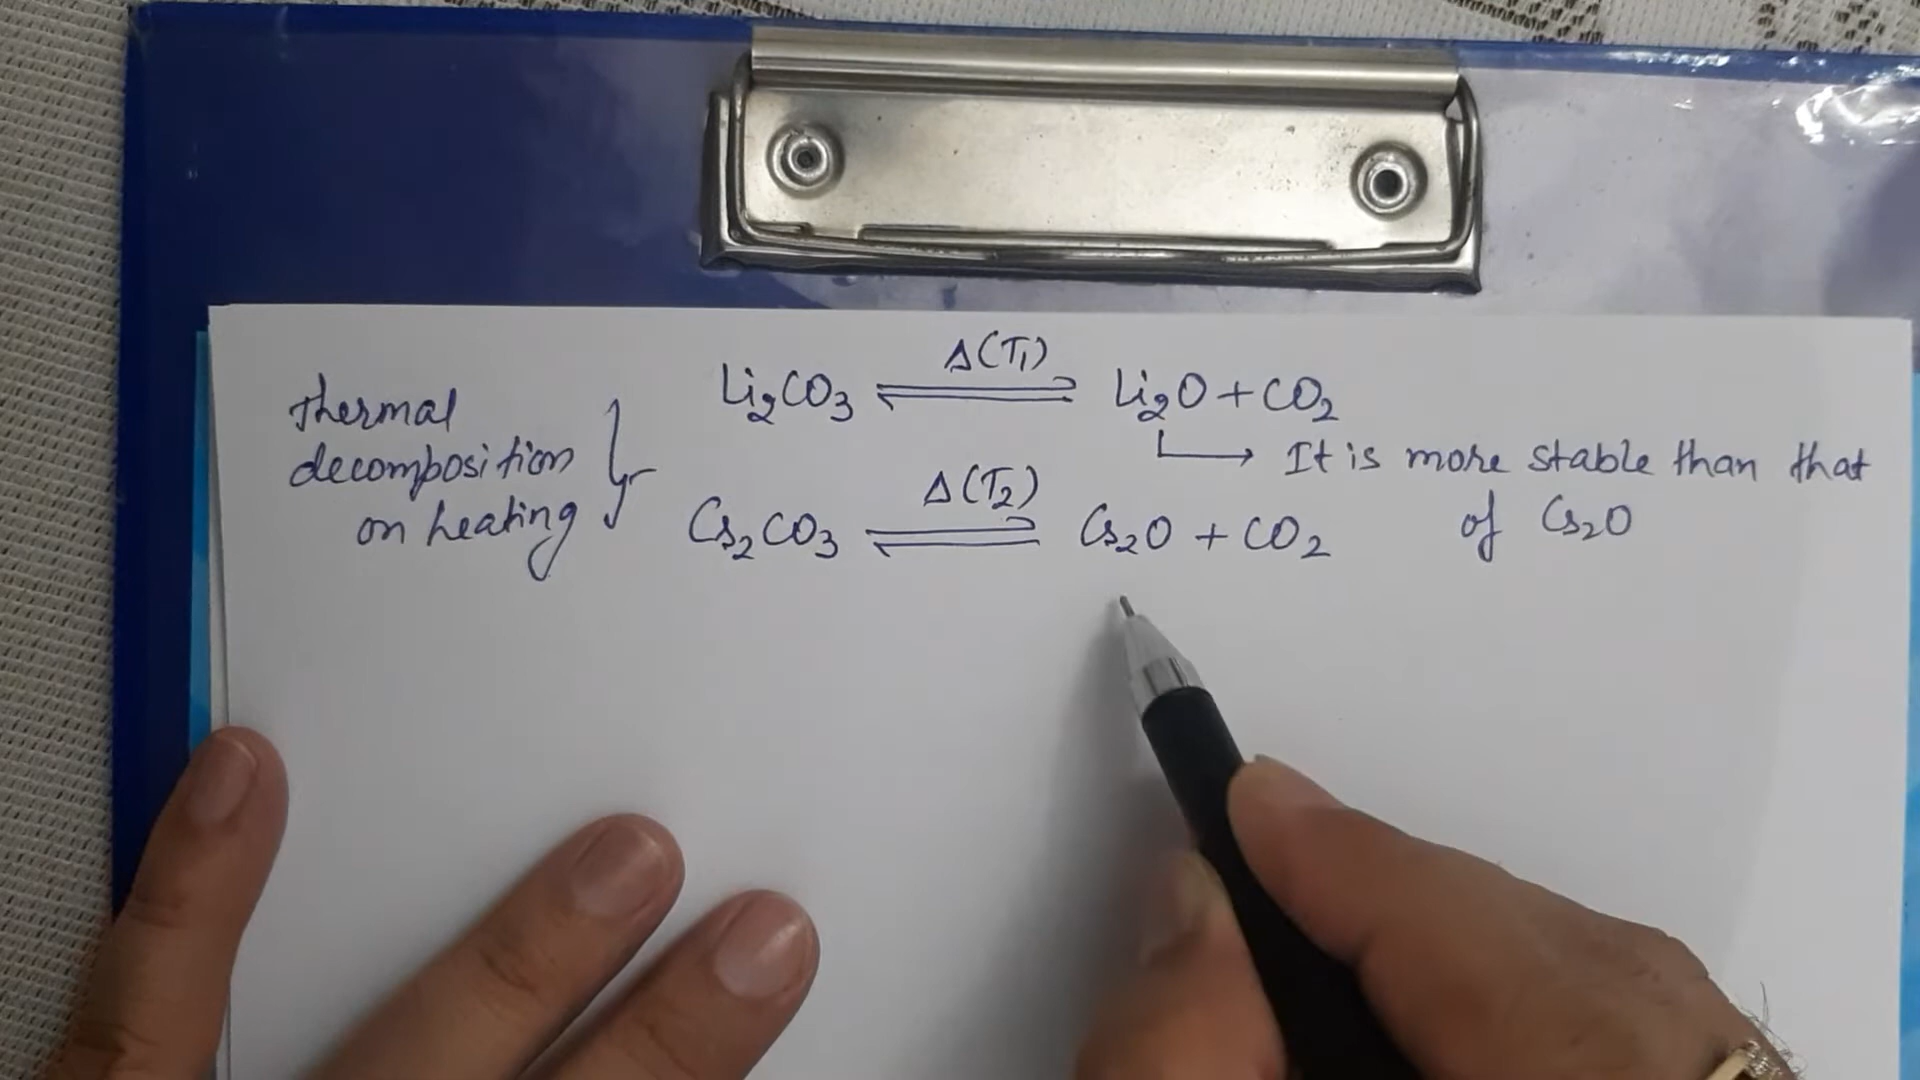 Δ(T₁)
Li₂CO₃ ⇌ Li₂O + CO₂
thermal
decomposition
on heating
It is more stable than that
of Cs₂O
Δ(T₂)
Cs₂CO₃ ⇌ Cs₂O + CO₂